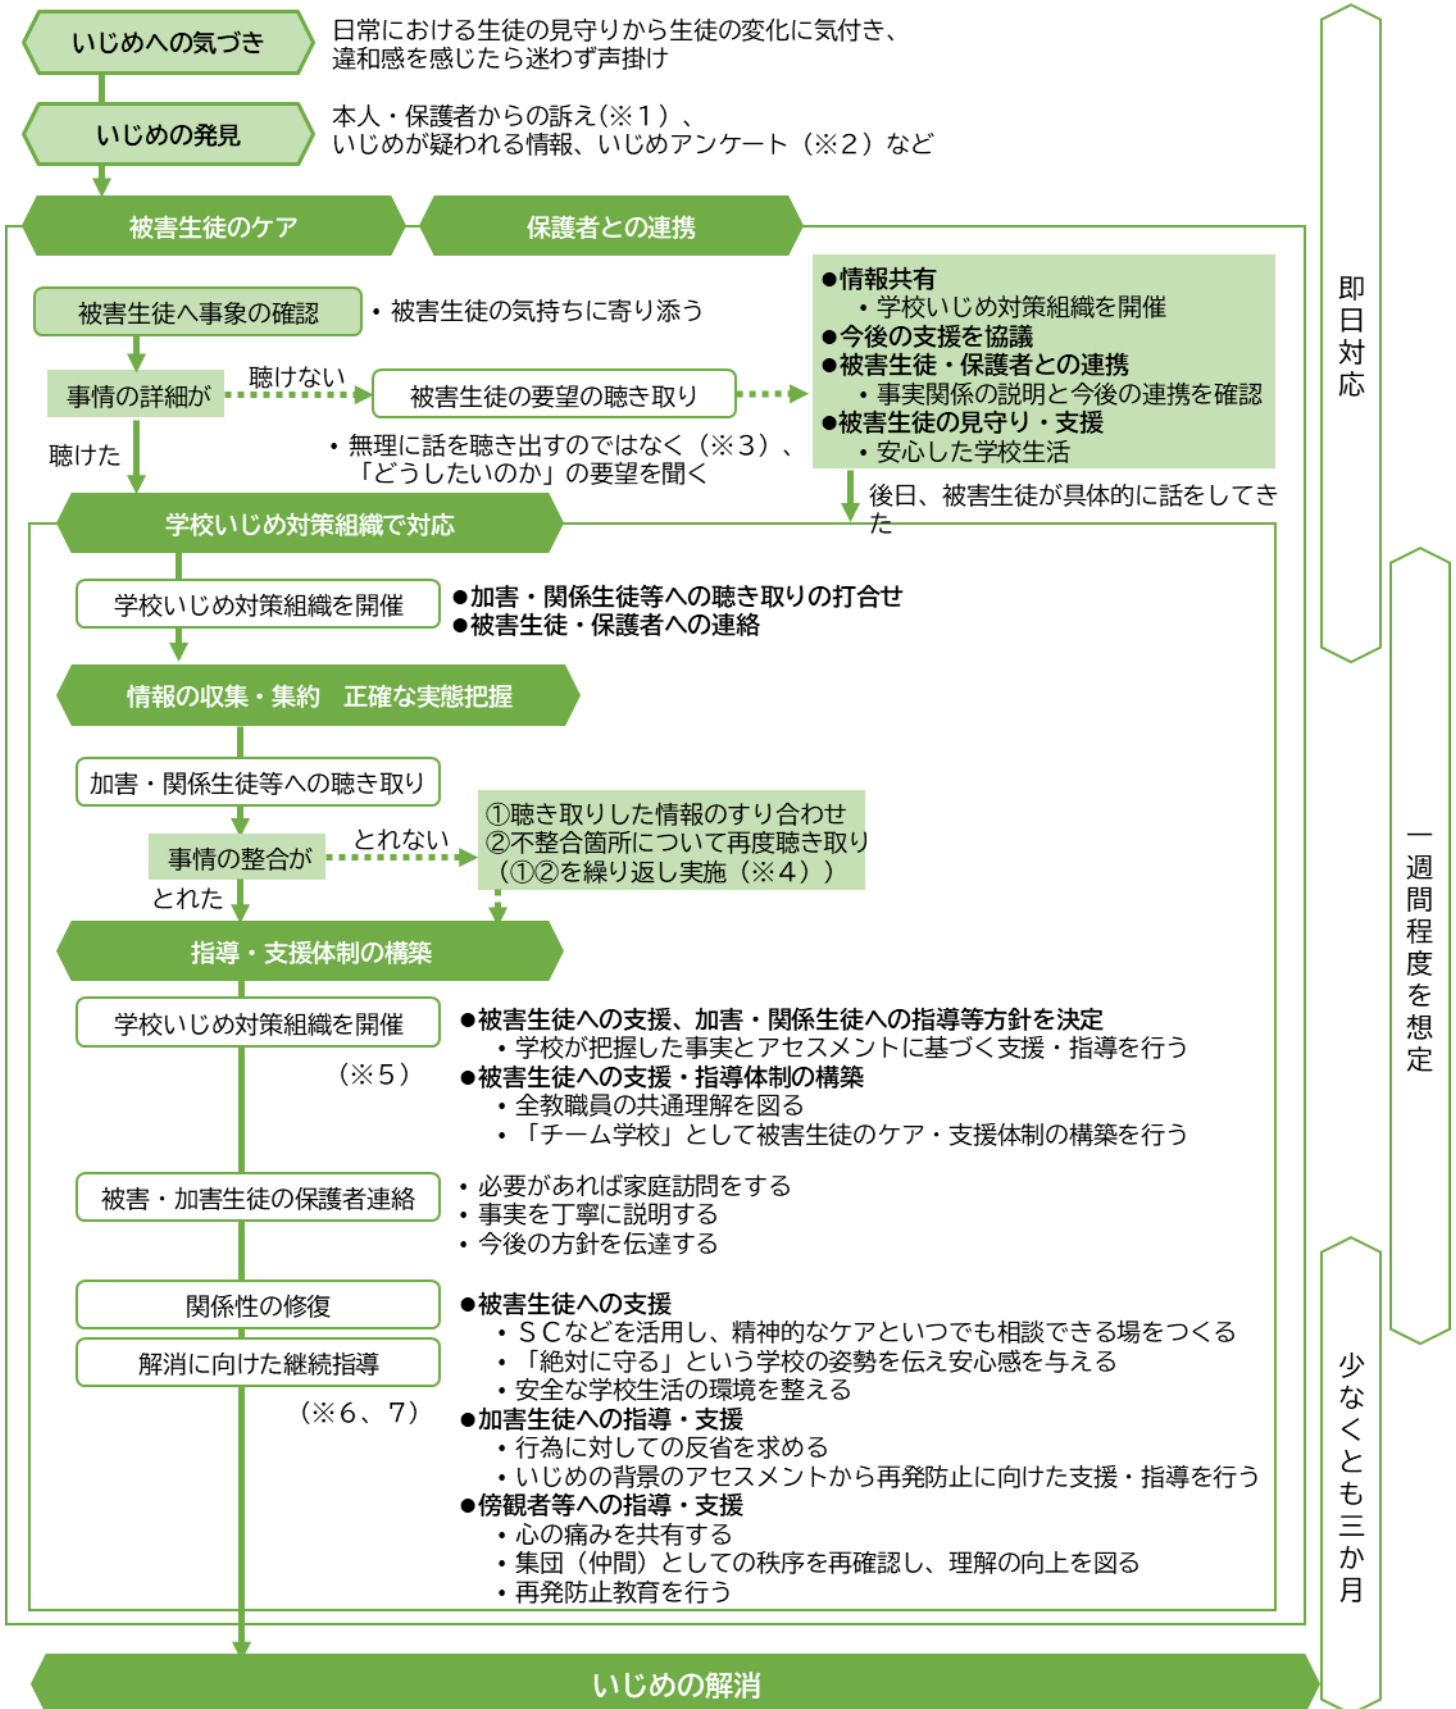 いじめへの気づき
日常における生徒の見守りから生徒の変化に気付き、
違和感を感じたら迷わず声掛け
いじめの発見
本人・保護者からの訴え(※１）、
いじめが疑われる情報、いじめアンケート（※２）など
被害生徒のケア
保護者との連携
被害生徒へ事象の確認
・被害生徒の気持ちに寄り添う
事情の詳細が
聴けない
被害生徒の要望の聴き取り
聴けた
・無理に話を聴き出すのではなく（※３）、
「どうしたいのか」の要望を聞く
●情報共有
・学校いじめ対策組織を開催
●今後の支援を協議
●被害生徒・保護者との連携
・事実関係の説明と今後の連携を確認
●被害生徒の見守り・支援
・安心した学校生活
後日、被害生徒が具体的に話をしてき
た
学校いじめ対策組織で対応
学校いじめ対策組織を開催
●加害・関係生徒等への聴き取りの打合せ
●被害生徒・保護者への連絡
情報の収集・集約　正確な実態把握
加害・関係生徒等への聴き取り
事情の整合が
とれない
とれた
①聴き取りした情報のすり合わせ
②不整合箇所について再度聴き取り
（①②を繰り返し実施（※４））
指導・支援体制の構築
学校いじめ対策組織を開催
（※５）
●被害生徒への支援、加害・関係生徒への指導等方針を決定
・学校が把握した事実とアセスメントに基づく支援・指導を行う
●被害生徒への支援・指導体制の構築
・全教職員の共通理解を図る
・「チーム学校」として被害生徒のケア・支援体制の構築を行う
被害・加害生徒の保護者連絡
・必要があれば家庭訪問をする
・事実を丁寧に説明する
・今後の方針を伝達する
関係性の修復
解消に向けた継続指導
（※６、７）
●被害生徒への支援
・ＳＣなどを活用し、精神的なケアといつでも相談できる場をつくる
・「絶対に守る」という学校の姿勢を伝え安心感を与える
・安全な学校生活の環境を整える
●加害生徒への指導・支援
・行為に対しての反省を求める
・いじめの背景のアセスメントから再発防止に向けた支援・指導を行う
●傍観者等への指導・支援
・心の痛みを共有する
・集団（仲間）としての秩序を再確認し、理解の向上を図る
・再発防止教育を行う
いじめの解消
即日対応
一週間程度を想定
少なくとも三か月